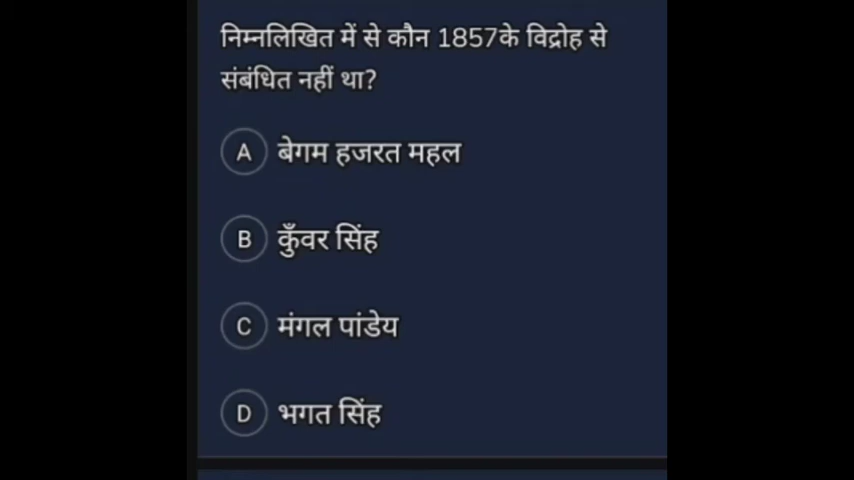 निम्नलिखित में से कौन 1857के विद्रोह से
संबंधित नहीं था?
A बेगम हजरत महल
B कुँवर सिंह
C मंगल पांडेय
D भगत सिंह